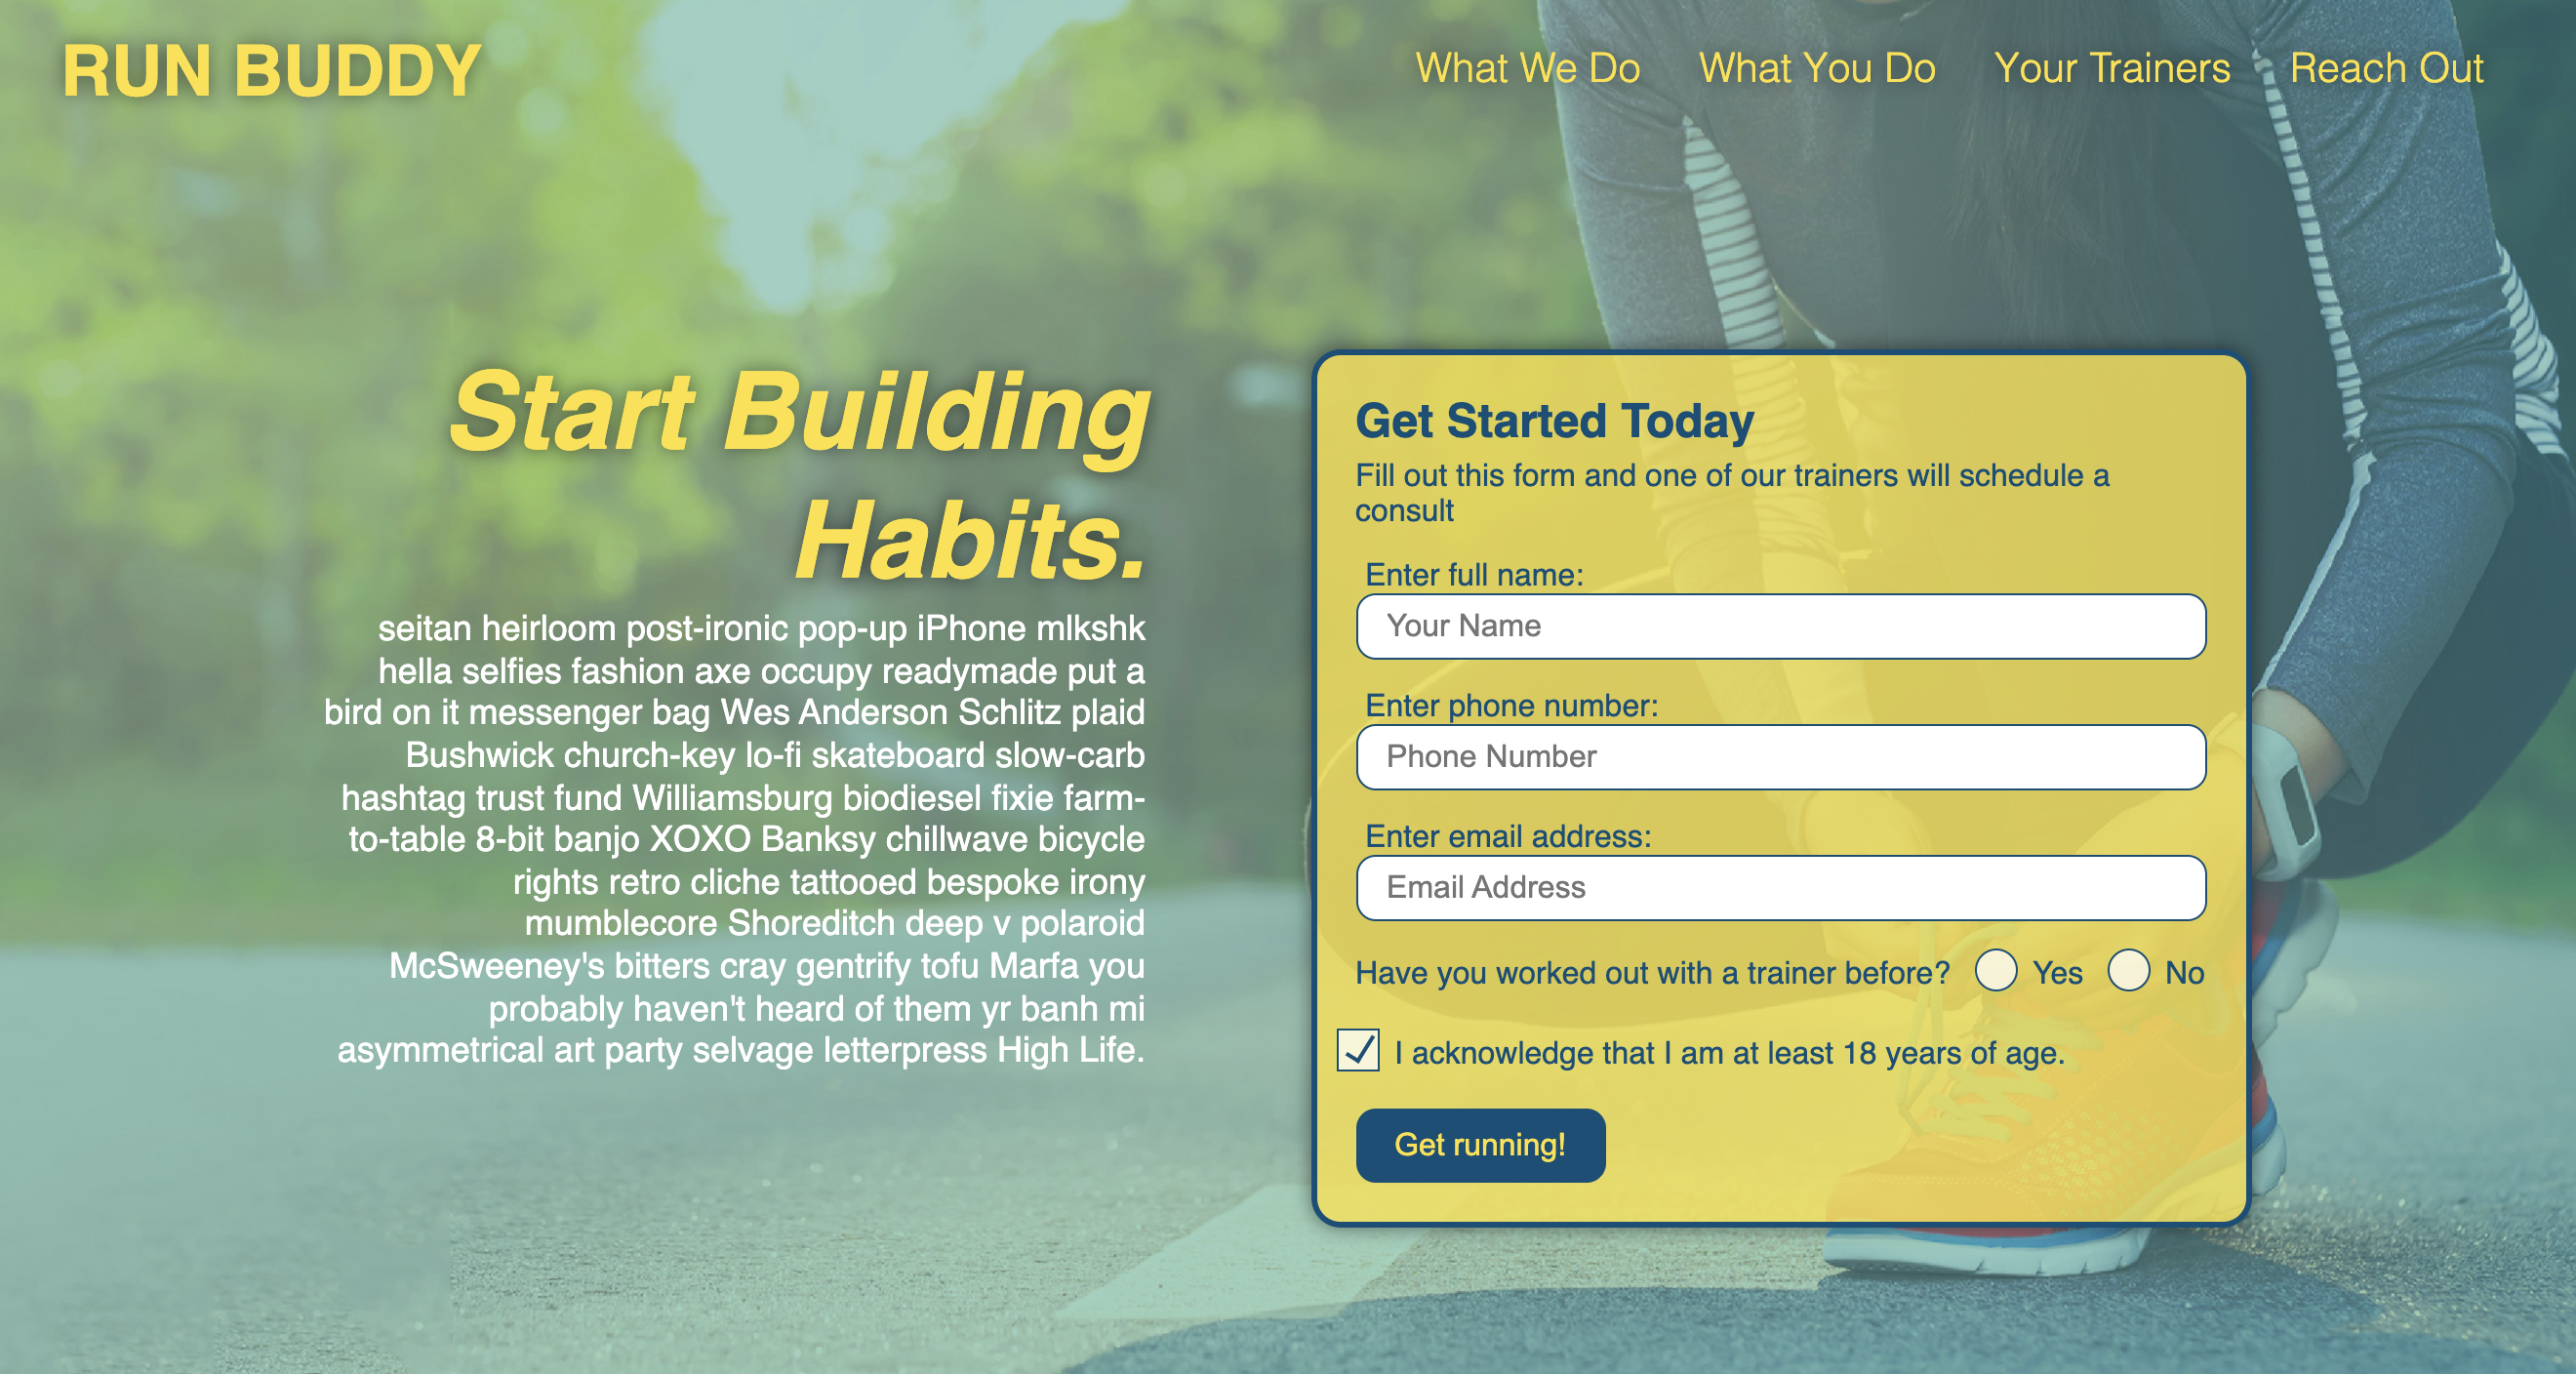 RUN BUDDY
What We Do
What You Do
Your Trainers
Reach Out
Start Building
Habits.
seitan heirloom post-ironic pop-up iPhone mlkshk
hella selfies fashion axe occupy readymade put a
bird on it messenger bag Wes Anderson Schlitz plaid
Bushwick church-key lo-fi skateboard slow-carb
hashtag trust fund Williamsburg biodiesel fixie farm-
to-table 8-bit banjo XOXO Banksy chillwave bicycle
rights retro cliche tattooed bespoke irony
mumblecore Shoreditch deep v polaroid
McSweeney's bitters cray gentrify tofu Marfa you
probably haven't heard of them yr banh mi
asymmetrical art party selvage letterpress High Life.
Get Started Today
Fill out this form and one of our trainers will schedule a
consult
Enter full name:
Your Name
Enter phone number:
Phone Number
Enter email address:
Email Address
Have you worked out with a trainer before? Yes No
I acknowledge that I am at least 18 years of age.
Get running!